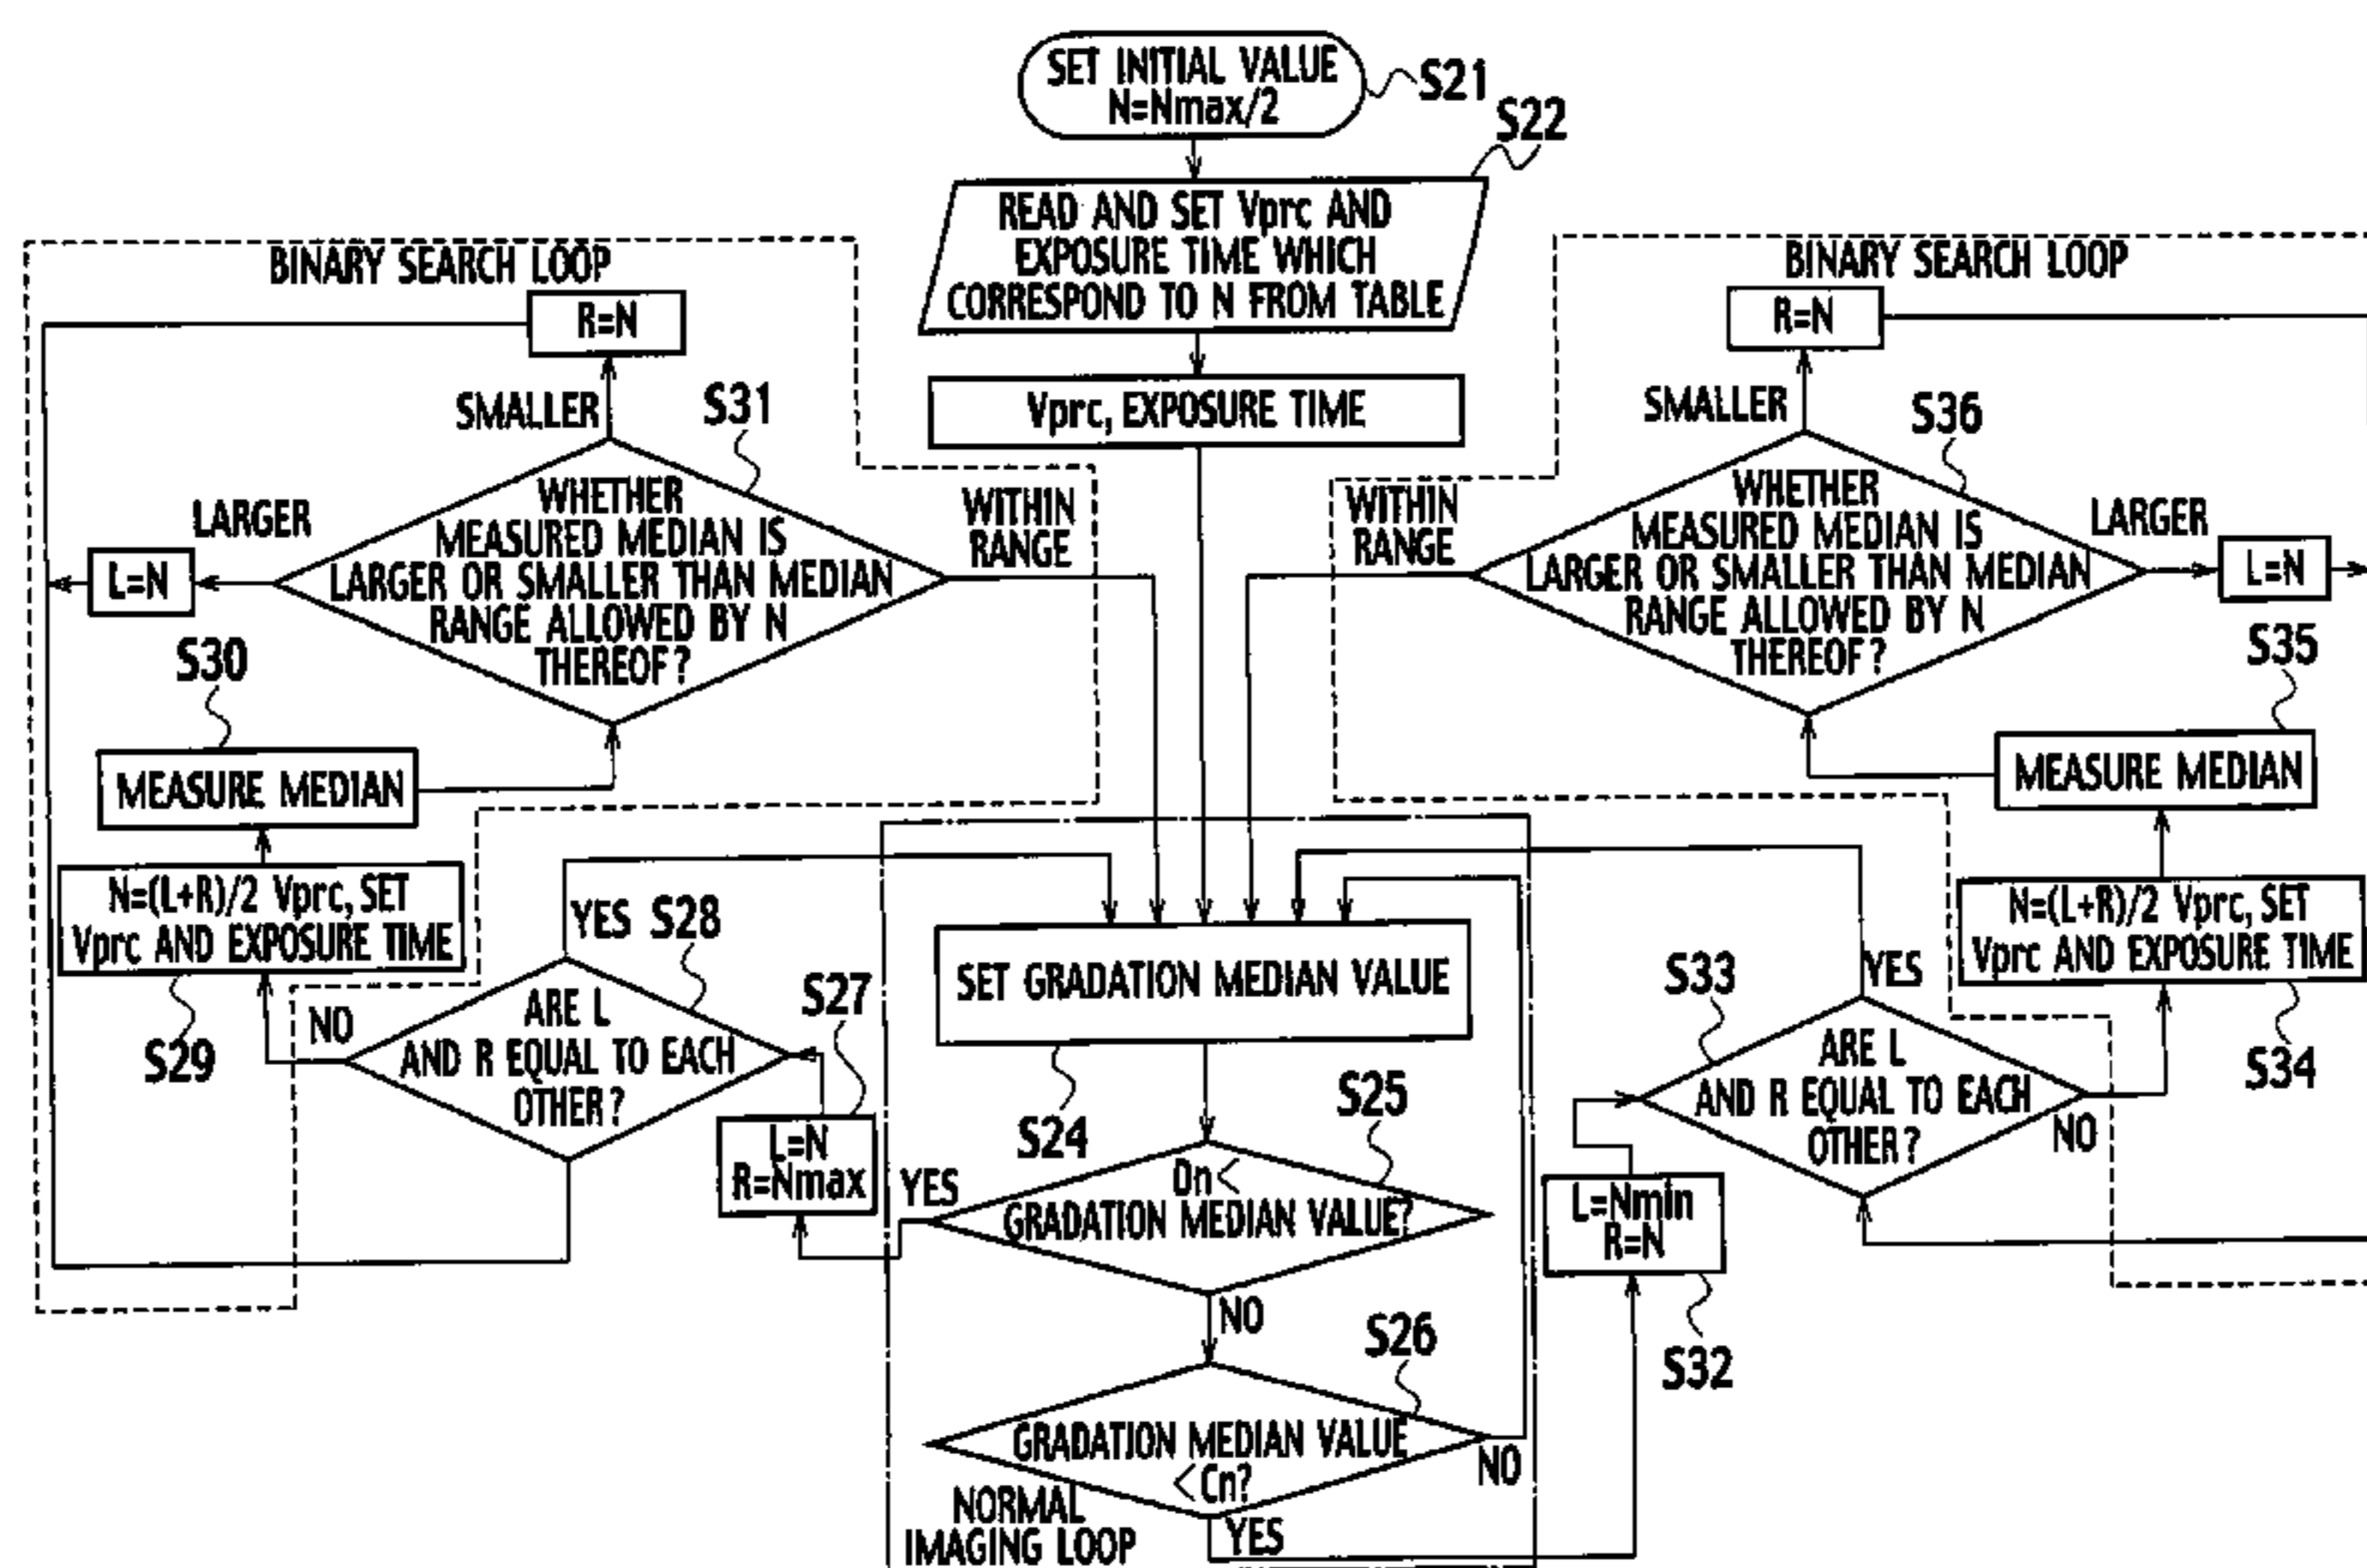 SET INITIAL VALUE
N=Nmax/2
S21
S22
READ AND SET Vprc AND
EXPOSURE TIME WHICH
CORRESPOND TO N FROM TABLE
Vprc, EXPOSURE TIME
BINARY SEARCH LOOP
R=N
SMALLER
S31
LARGER
WHETHER
MEASURED MEDIAN IS
LARGER OR SMALLER THAN MEDIAN
RANGE ALLOWED BY N
THEREOF?
WITHIN
RANGE
L=N
S30
MEASURE MEDIAN
N=(L+R)/2 Vprc, SET
Vprc AND EXPOSURE TIME
S29
NO
YES
S28
ARE L
AND R EQUAL TO EACH
OTHER?
S27
L=N
R=Nmax
BINARY SEARCH LOOP
R=N
SMALLER
S36
WITHIN
RANGE
WHETHER
MEASURED MEDIAN IS
LARGER OR SMALLER THAN MEDIAN
RANGE ALLOWED BY N
THEREOF?
LARGER
L=N
S35
MEASURE MEDIAN
N=(L+R)/2 Vprc, SET
Vprc AND EXPOSURE TIME
S34
S33
YES
ARE L
AND R EQUAL TO EACH
OTHER?
NO
L=Nmin
R=N
S32
SET GRADATION MEDIAN VALUE
S24
S25
YES
Dn<
GRADATION MEDIAN VALUE?
NO
S26
GRADATION MEDIAN VALUE
<Cn?
NO
YES
NORMAL
IMAGING LOOP